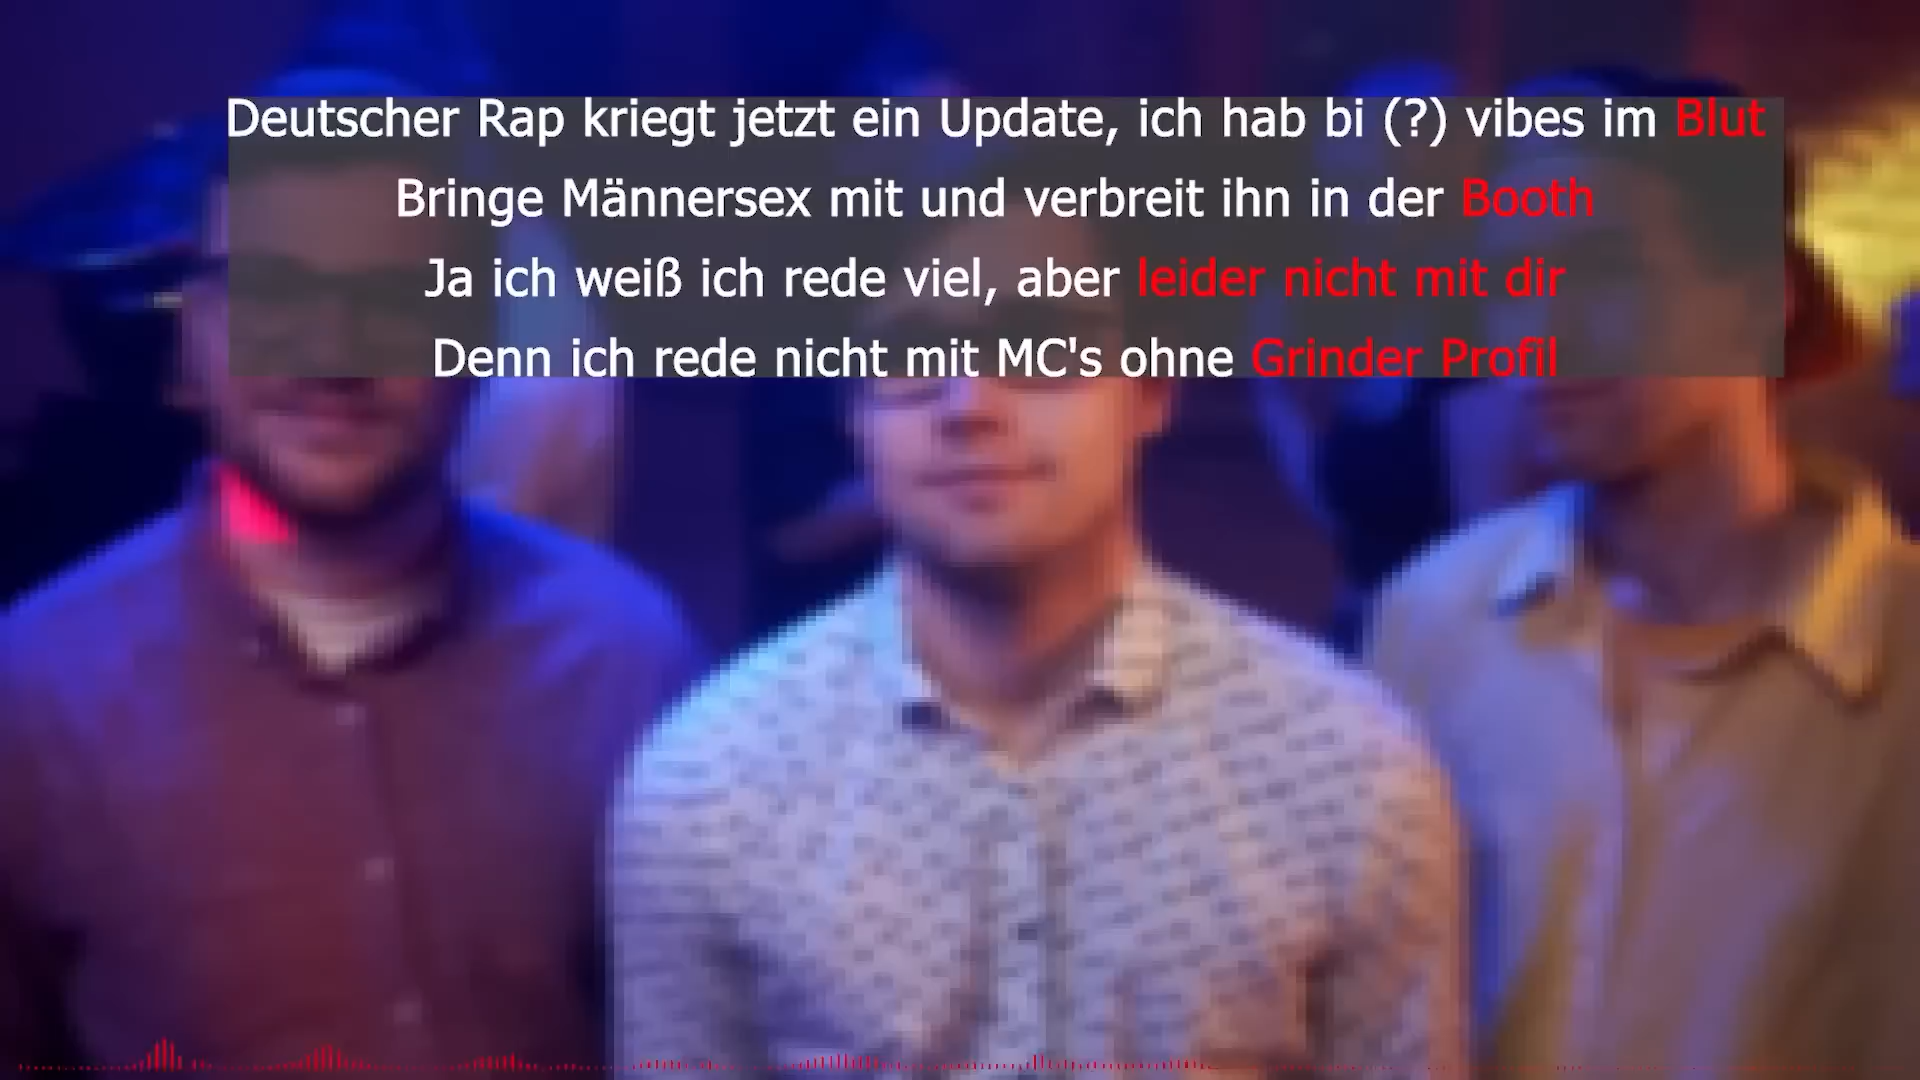 Deutscher Rap kriegt jetzt ein Update, ich hab bi (?) vibes im Blut
Bringe Männersex mit und verbreit ihn in der Booth
Ja ich weiß ich rede viel, aber leider nicht mit dir
Denn ich rede nicht mit MC's ohne Grinder Profil